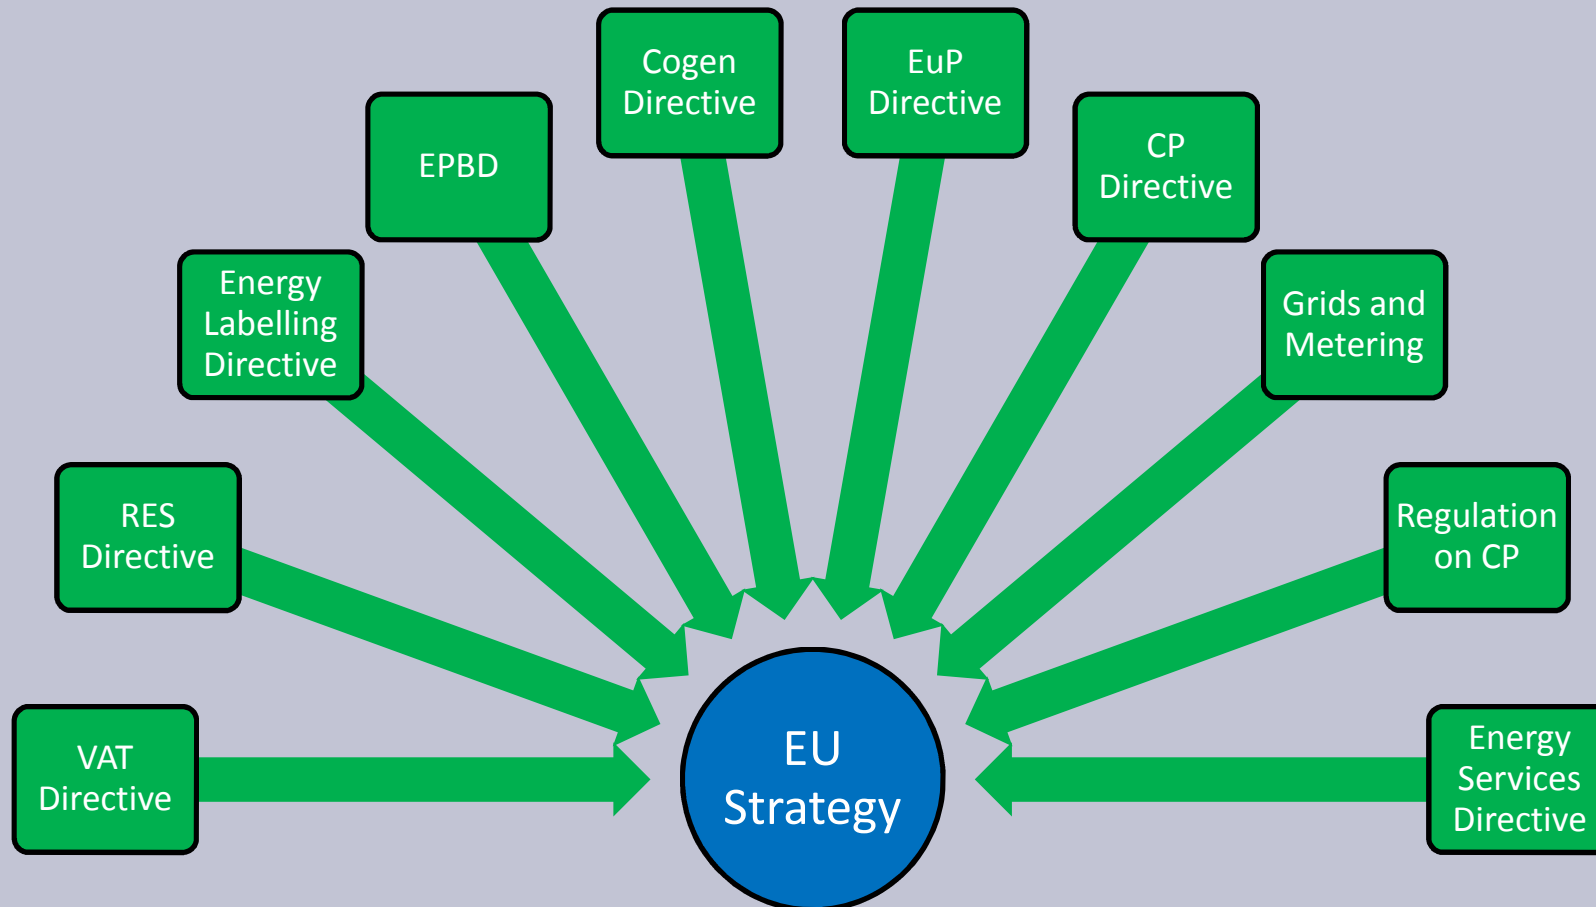 Cogen
Directive
EuP
Directive
EPBD
CP
Directive
Energy
Labelling
Directive
Grids and
Metering
RES
Directive
Regulation
on CP
VAT
Directive
EU
Strategy
Energy
Services
Directive